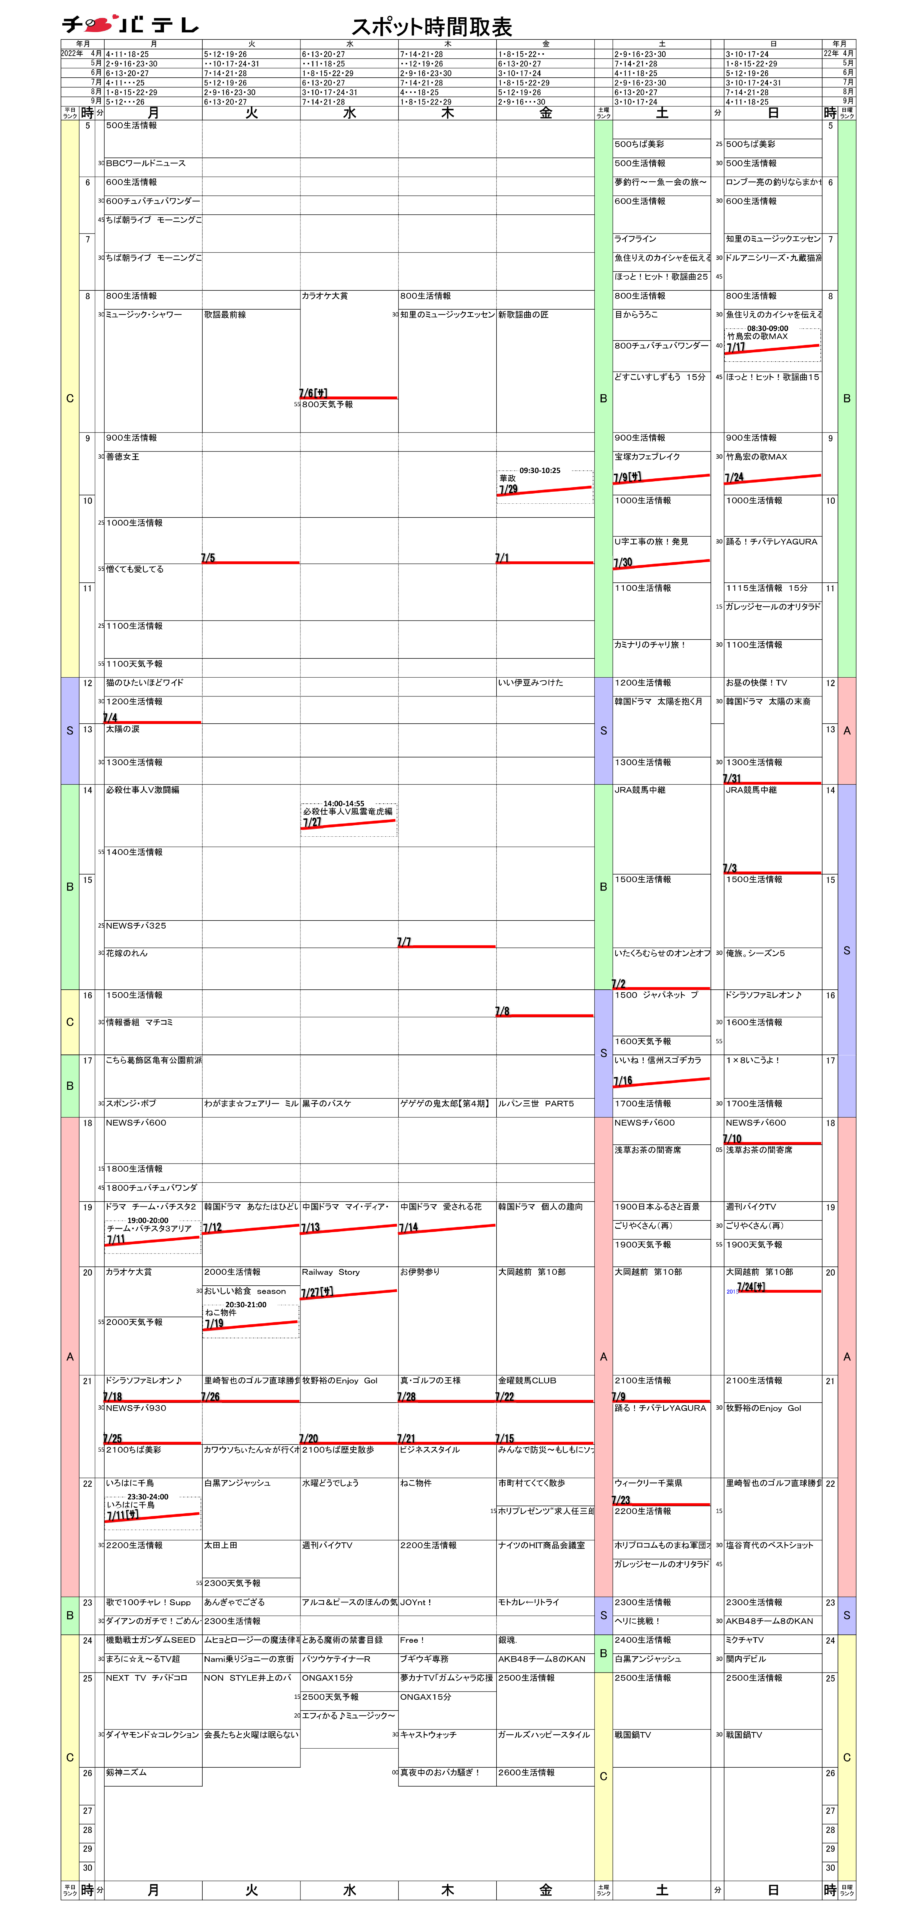 チバテレ
スポット時間取表
年月 月 火 水 木 金 土 日 年月
2022年 4月 4・11・18・25 5・12・19・26 6・13・20・27 7・14・21・28 1・8・15・22・・ 2・9・16・23・30 3・10・17・24 22年 4月
5月 2・9・16・23・30 ・・10・17・24・31 ・・11・18・25 ・・12・19・26 6・13・20・27 7・14・21・28 1・8・15・22・29 5月
6月 6・13・20・27 7・14・21・28 1・8・15・22・29 2・9・16・23・30 3・10・17・24 4・11・18・25 5・12・19・26 6月
7月 4・11・・・25 5・12・19・26 6・13・20・27 7・14・21・28 1・8・15・22・29 2・9・16・23・30 3・10・17・24・31 7月
8月 1・8・15・22・29 2・9・16・23・30 3・10・17・24・31 4・・・18・25 5・12・19・26 6・13・20・27 7・14・21・28 8月
9月 5・12・・・26 6・13・20・27 7・14・21・28 1・8・15・22・29 2・9・16・・・30 3・10・17・24 4・11・18・25 9月
平日ランク 時 分 月 火 水 木 金 土曜ランク 土 分 日 時 日曜ランク
5 500生活情報 5
500ちば美彩 25 500ちば美彩
30 BBCワールドニュース 500生活情報 30 500生活情報
6 600生活情報 夢釣行～一魚一会の旅～ ロンブー亮の釣りならまかせ 6
30 600チュバチュバワンダー 600生活情報 30 600生活情報
45 ちば朝ライブ モーニングこ
7 ライフライン 知里のミュージックエッセン 7
30 ちば朝ライブ モーニングこ 魚住りえのカイシャを伝える 30 ドルアニシリーズ・九蔵猫窩
ほっと！ヒット！歌謡曲25 45
8 800生活情報 カラオケ大賞 800生活情報 800生活情報 800生活情報 8
30 ミュージック・シャワー 歌謡最前線 30 知里のミュージックエッセン 新歌謡曲の匠 目からうろこ 30 魚住りえのカイシャを伝える
08:30-09:00
竹島宏の歌MAX
800チュバチュバワンダー 40 7/17
どすこいすしずもう 15分 45 ほっと！ヒット！歌謡曲15
7/6[サ]
C 55 800天気予報 B B
9 900生活情報 900生活情報 900生活情報 9
30 善徳女王 宝塚カフェブレイク 30 竹島宏の歌MAX
09:30-10:25
華政 7/9[サ] 7/24
7/29
10 1000生活情報 1000生活情報 10
25 1000生活情報
U字工事の旅！発見 30 踊る！チバテレYAGURA
7/5 7/1 7/30
55 憎くても愛してる
11 1100生活情報 1115生活情報 15分 11
15 ガレッジセールのオリタラド
25 1100生活情報
カミナリのチャリ旅！ 30 1100生活情報
55 1100天気予報
12 猫のひたいほどワイド いい伊豆みつけた 1200生活情報 お昼の快傑！TV 12
30 1200生活情報 韓国ドラマ 太陽を抱く月 30 韓国ドラマ 太陽の末裔
7/4
S 13 太陽の涙 S 13 A
30 1300生活情報 1300生活情報 30 1300生活情報
7/31
14 必殺仕事人V激闘編 JRA競馬中継 JRA競馬中継 14
14:00-14:55
必殺仕事人V風雲竜虎編
7/27
55 1400生活情報
7/3
15 1500生活情報 1500生活情報 15
B B
25 NEWSチバ325
7/7
30 花嫁のれん いたくろむらせのオンとオフ 30 俺旅。シーズン5 S
7/2
16 1500生活情報 1500 ジャパネット ブ ドシラソファミレオン♪ 16
7/8
C 30 情報番組 マチコミ 30 1600生活情報
1600天気予報 55
S
17 こちら葛飾区亀有公園前派 いいね！信州スゴヂカラ 1×8いこうよ！ 17
7/16
B
30 スポンジ・ボブ わがまま☆フェアリー ミル 黒子のバスケ ゲゲゲの鬼太郎【第4期】 ルパン三世 PART5 1700生活情報 30 1700生活情報
18 NEWSチバ600 NEWSチバ600 NEWSチバ600 18
7/10
浅草お茶の間寄席 05 浅草お茶の間寄席
15 1800生活情報
45 1800チュバチュバワンダ
19 ドラマ チーム・バチスタ2 韓国ドラマ あなたはひどい 中国ドラマ マイ・ディア・ 中国ドラマ 愛される花 韓国ドラマ 個人の趣向 1900日本ふるさと百景 週刊バイクTV 19
19:00-20:00
チーム・バチスタ3アリア 7/12 7/13 7/14 ごりやくさん（再） 30 ごりやくさん（再）
7/11
1900天気予報 55 1900天気予報
20 カラオケ大賞 2000生活情報 Railway Story お伊勢参り 大岡越前 第10部 大岡越前 第10部 大岡越前 第10部 20
30 おいしい給食 season 7/27[サ] 7/24[サ]
20:30-21:00
ねこ物件
55 2000天気予報 7/19
A A A
21 ドシラソファミレオン♪ 里崎智也のゴルフ直球勝負 牧野裕のEnjoy Gol 真・ゴルフの王様 金曜競馬CLUB 2100生活情報 2100生活情報 21
7/18 7/26 7/28 7/22 7/9
30 NEWSチバ930 踊る！チバテレYAGURA 30 牧野裕のEnjoy Gol
7/25 7/20 7/21 7/15
55 2100ちば美彩 カワウソちぃたん☆が行くオ 2100ちば歴史散歩 ビジネススタイル みんなで防災～もしもにソナ
22 いろはに千鳥 白黒アンジャッシュ 水曜どうでしょう ねこ物件 市町村てくてく散歩 ウィークリー千葉県 里崎智也のゴルフ直球勝負 22
23:30-24:00
いろはに千鳥 7/23
7/11[サ] 15 ホリプレゼンツ“求人任三郎 2200生活情報 15
30 2200生活情報 太田上田 週刊バイクTV 2200生活情報 ナイツのHIT商品会議室 ホリプロコムものまね軍団オ 30 塩谷育代のベストショット
ガレッジセールのオリタラド 45
55 2300天気予報
23 歌で100チャレ！Supp あんぎゃでござる アルコ＆ピースのほんの気 JOYnt！ モトカレーリトライ 2300生活情報 2300生活情報 23
B 30 ダイアンのガチで！ごめん・ 2300生活情報 S ヘリに挑戦！ 30 AKB48チーム8のKAN S
24 機動戦士ガンダムSEED ムヒョとロージーの魔法律事 とある魔術の禁書目録 Free！ 銀魂 2400生活情報 ミクチャTV 24
30 まろに☆え～るTV超 Nami乗りジョニーの京街 バツウケテイナーR ブギウギ専務 AKB48チーム8のKAN B 白黒アンジャッシュ 30 関内デビル
25 NEXT TV チバドコロ NON STYLE井上のバ ONGAX15分 夢カナTV「ガムシャラ応援 2500生活情報 2500生活情報 2500生活情報 25
15 2500天気予報 ONGAX15分
20 エフィかる♪ミュージック～
30 ダイヤモンド☆コレクション 会長たちと火曜は眠らない 30 キャストウォッチ ガールズハッピースタイル 戦国鍋TV 30 戦国鍋TV
C C
26 剱神ニズム 00 真夜中のおバカ騒ぎ！ 2600生活情報 C 26
27 27
28 28
29 29
30 30
平日ランク 時 分 月 火 水 木 金 土曜ランク 土 分 日 時 日曜ランク